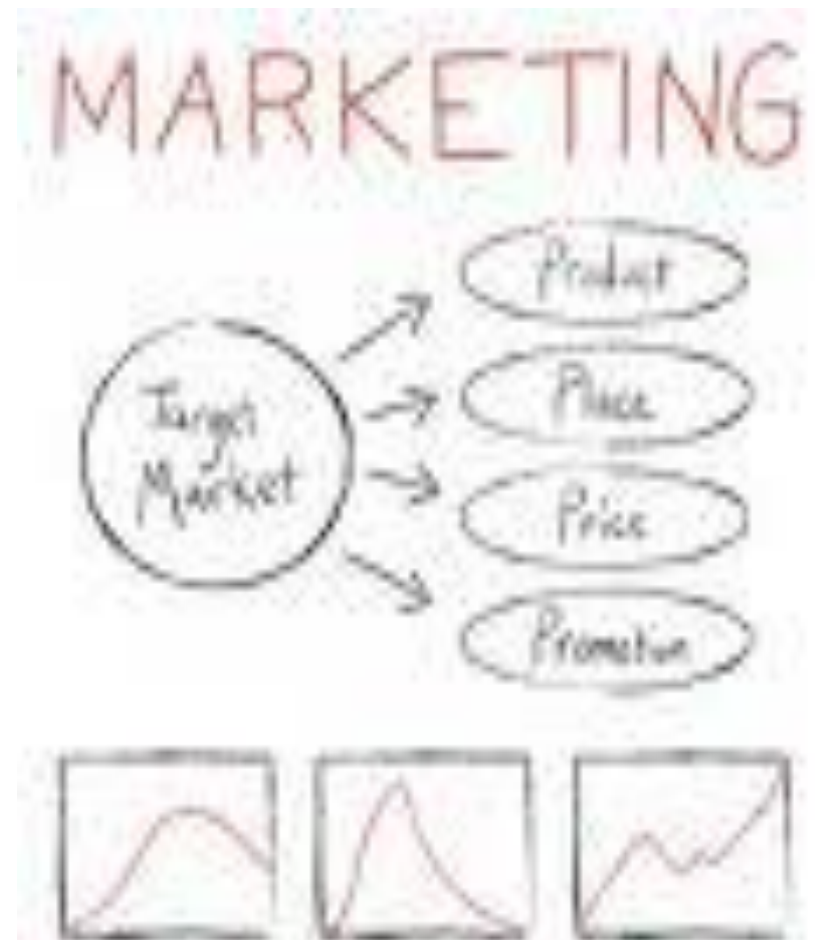 MARKETING
Target
Market
Product
Place
Price
Promotion